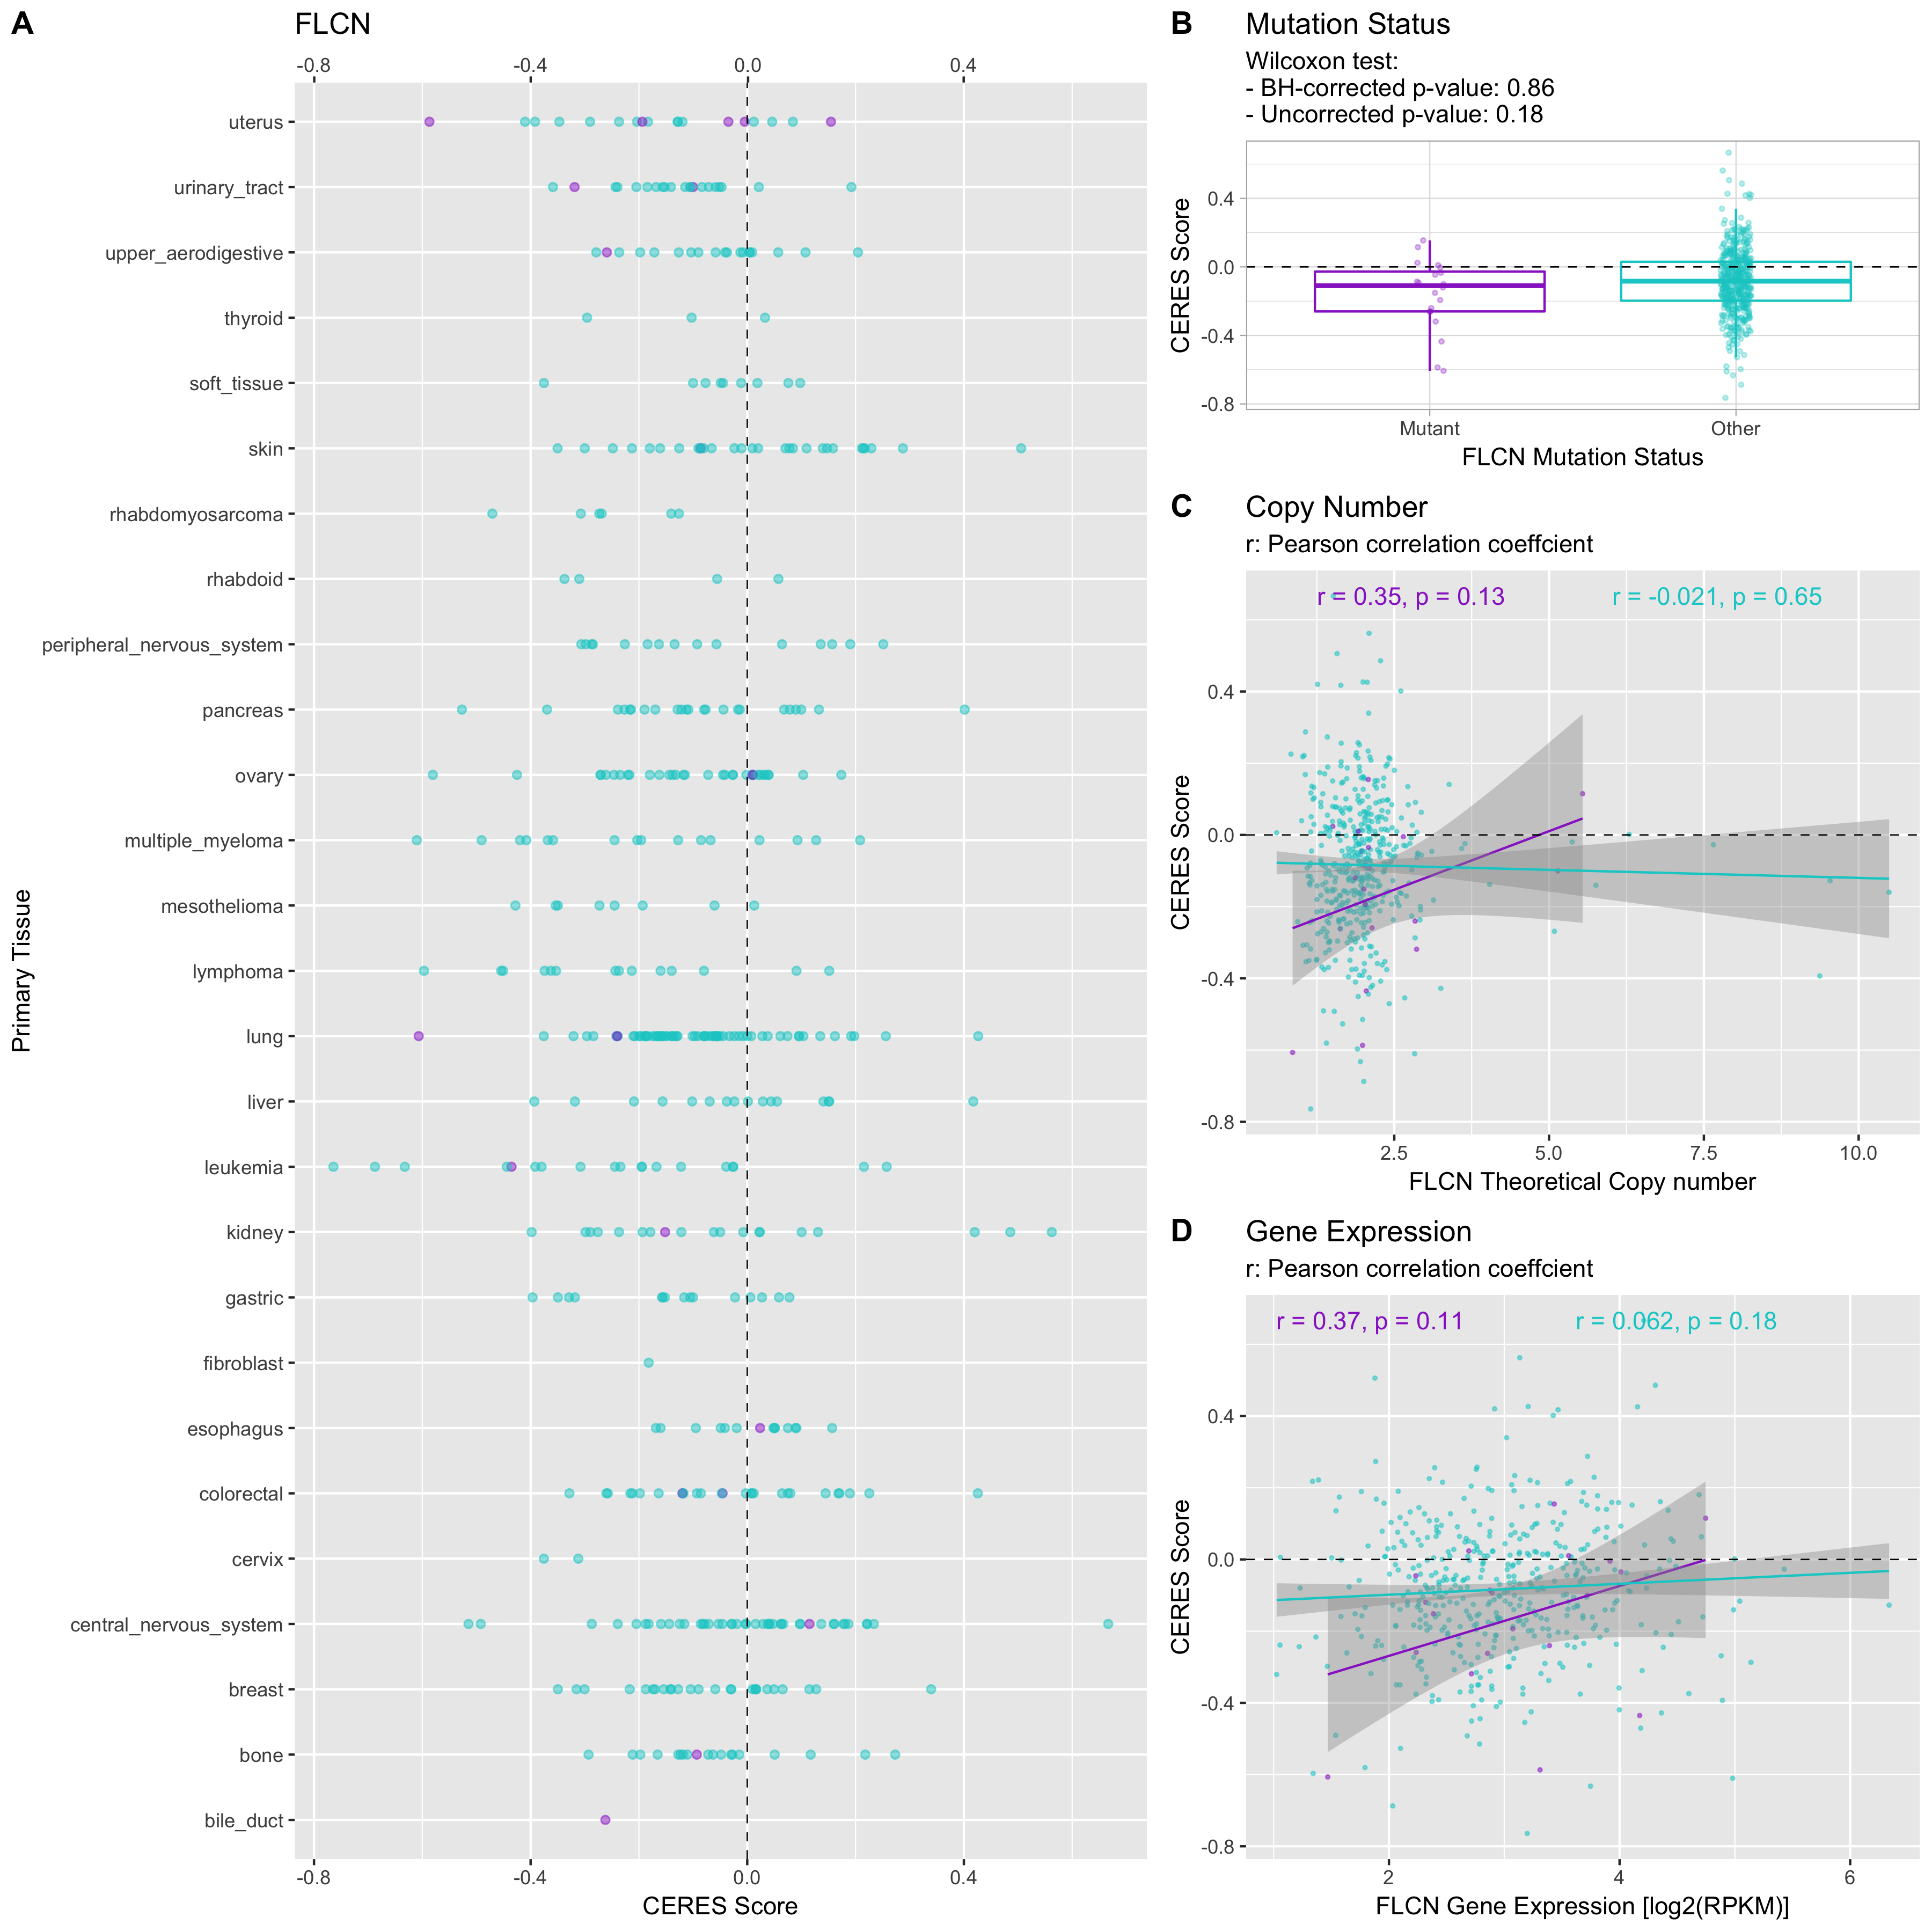 A
FLCN
-0.8 -0.4 0.0 0.4
uterus
urinary_tract
upper_aerodigestive
thyroid
soft_tissue
skin
rhabdomyosarcoma
rhabdoid
peripheral_nervous_system
pancreas
ovary
multiple_myeloma
mesothelioma
lymphoma
lung
liver
leukemia
kidney
gastric
fibroblast
esophagus
colorectal
cervix
central_nervous_system
breast
bone
bile_duct
Primary Tissue
-0.8 -0.4 0.0 0.4
CERES Score
B
Mutation Status
Wilcoxon test:
- BH-corrected p-value: 0.86
- Uncorrected p-value: 0.18
0.4
0.0
-0.4
-0.8
CERES Score
Mutant Other
FLCN Mutation Status
C
Copy Number
r: Pearson correlation coeffcient
r = 0.35, p = 0.13 r = -0.021, p = 0.65
0.4
0.0
-0.4
-0.8
CERES Score
2.5 5.0 7.5 10.0
FLCN Theoretical Copy number
D
Gene Expression
r: Pearson correlation coeffcient
r = 0.37, p = 0.11 r = 0.062, p = 0.18
0.4
0.0
-0.4
-0.8
CERES Score
2 4 6
FLCN Gene Expression [log2(RPKM)]